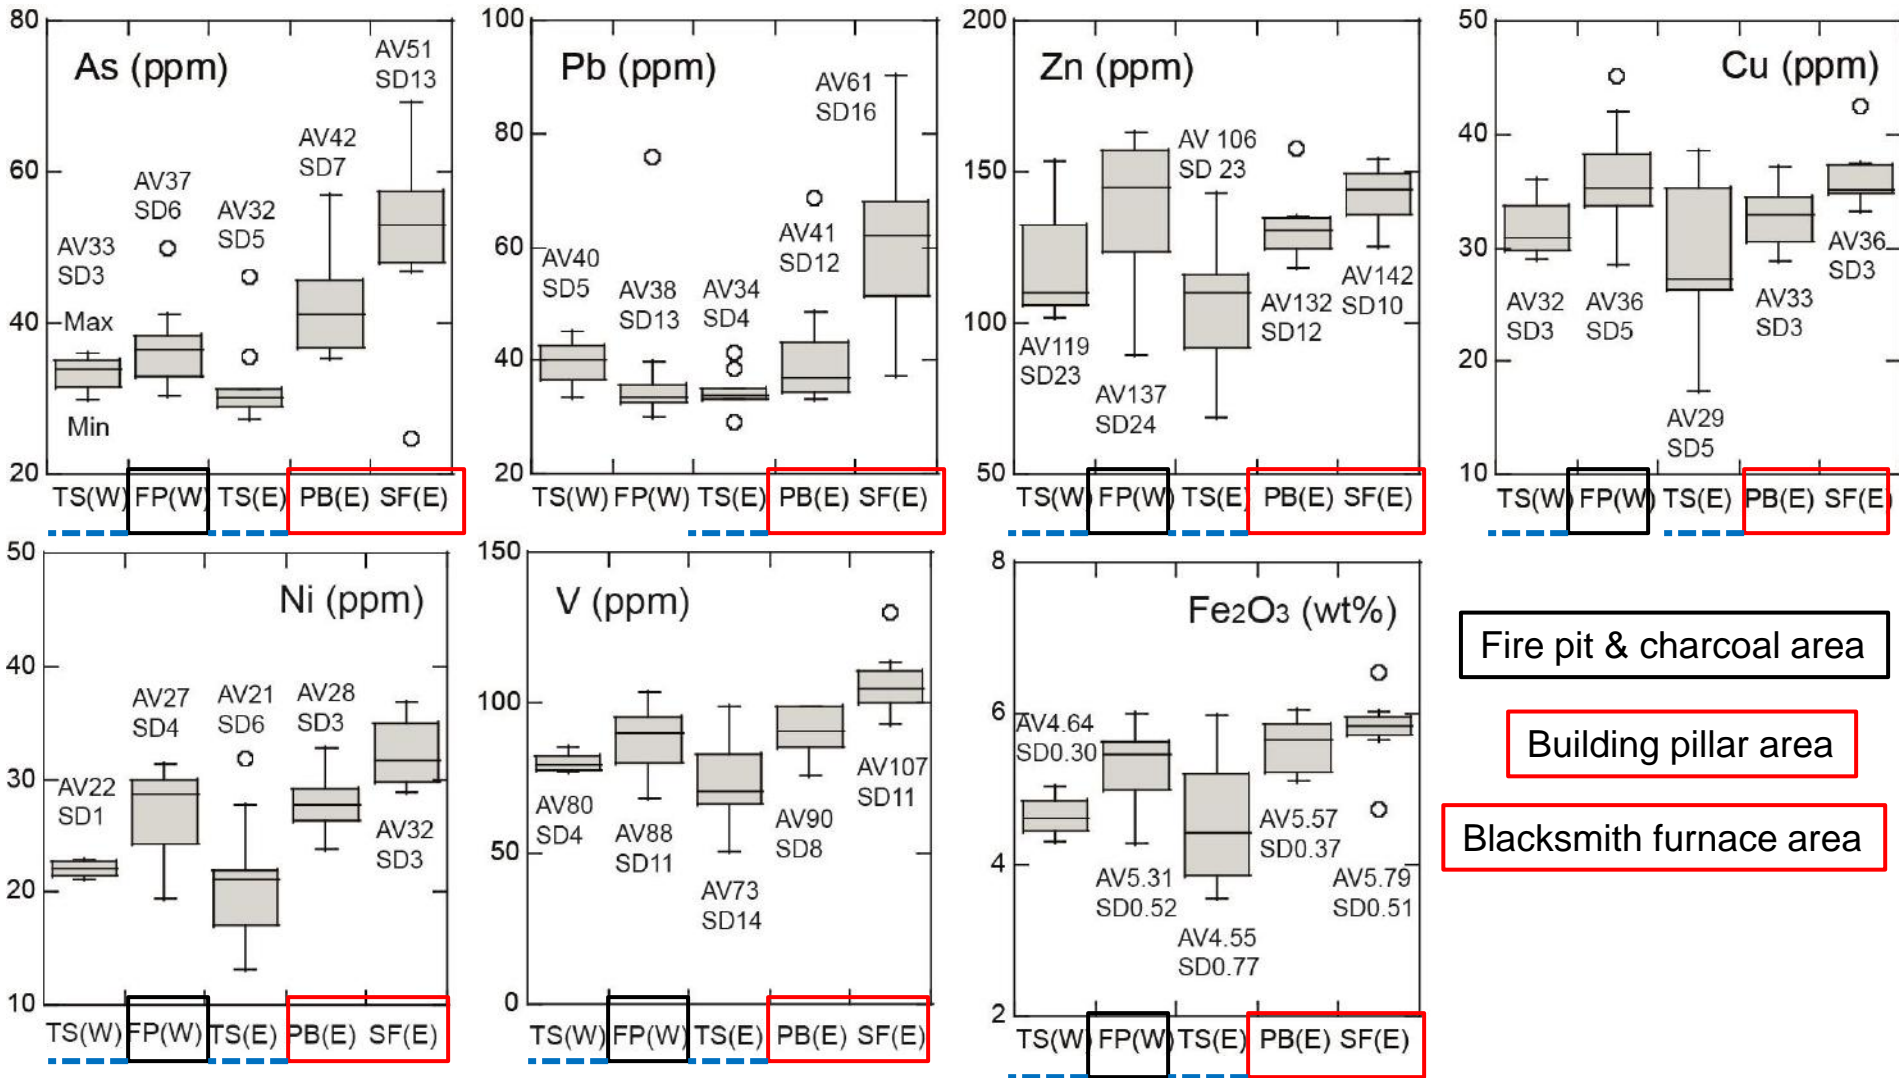 As (ppm)
80
60
40
20
AV33
SD3
Max
Min
AV37
SD6
AV32
SD5
AV42
SD7
AV51
SD13
TS(W) FP(W) TS(E) PB(E) SF(E)
Pb (ppm)
100
80
60
40
20
AV40
SD5
AV38
SD13
AV34
SD4
AV41
SD12
AV61
SD16
TS(W) FP(W) TS(E) PB(E) SF(E)
Zn (ppm)
200
150
100
50
AV119
SD23
AV137
SD24
AV 106
SD 23
AV132
SD12
AV142
SD10
TS(W) FP(W) TS(E) PB(E) SF(E)
Cu (ppm)
50
40
30
20
10
AV32
SD3
AV36
SD5
AV29
SD5
AV33
SD3
AV36
SD3
TS(W) FP(W) TS(E) PB(E) SF(E)
Ni (ppm)
50
40
30
20
10
AV22
SD1
AV27
SD4
AV21
SD6
AV28
SD3
AV32
SD3
TS(W) FP(W) TS(E) PB(E) SF(E)
V (ppm)
150
100
50
0
AV80
SD4
AV88
SD11
AV73
SD14
AV90
SD8
AV107
SD11
TS(W) FP(W) TS(E) PB(E) SF(E)
Fe2O3 (wt%)
8
6
4
2
AV4.64
SD0.30
AV5.31
SD0.52
AV4.55
SD0.77
AV5.57
SD0.37
AV5.79
SD0.51
TS(W) FP(W) TS(E) PB(E) SF(E)
Fire pit & charcoal area
Building pillar area
Blacksmith furnace area